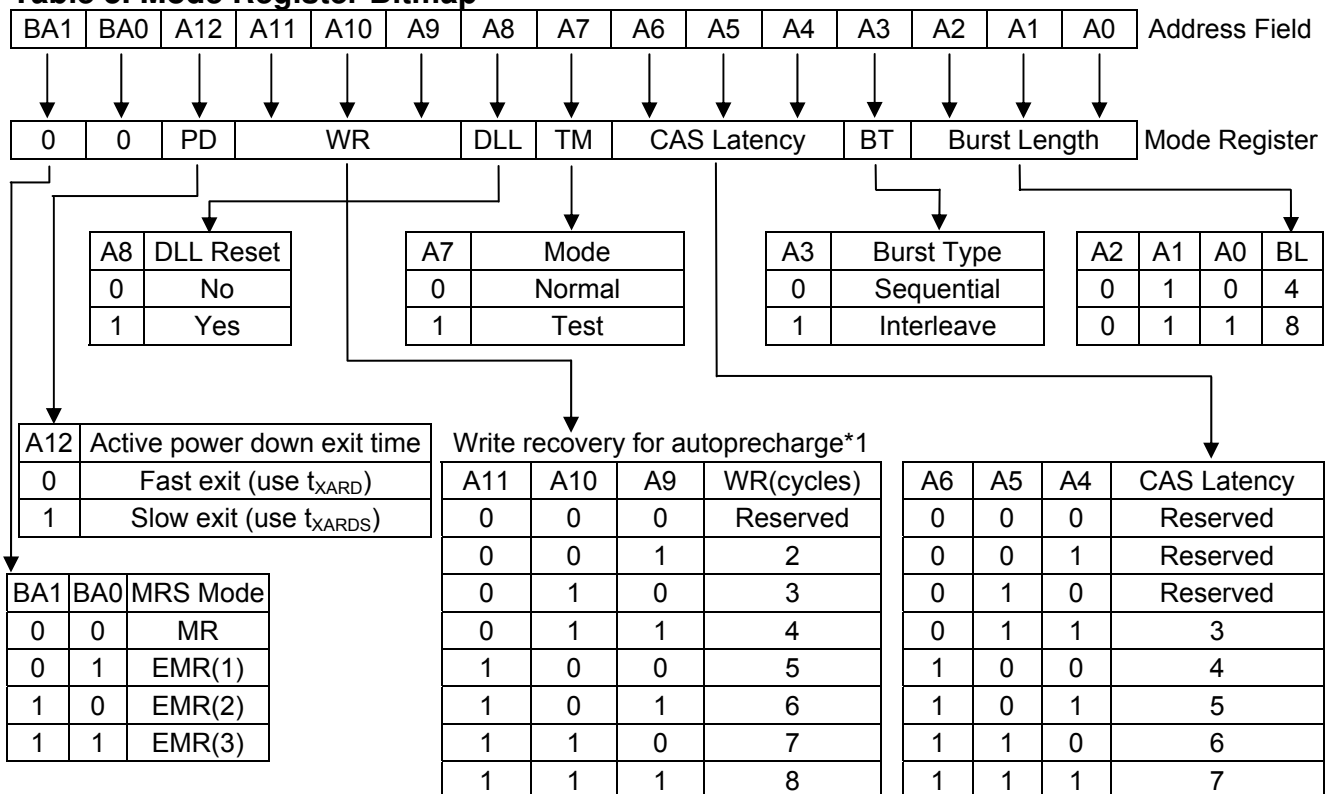 Table 5. Mode Register Bitmap
BA1 BA0 A12 A11 A10 A9 A8 A7 A6 A5 A4 A3 A2 A1 A0 Address Field
0 0 PD WR DLL TM CAS Latency BT Burst Length Mode Register
A8 DLL Reset
0 No
1 Yes
A7 Mode
0 Normal
1 Test
A3 Burst Type
0 Sequential
1 Interleave
A2 A1 A0 BL
0 1 0 4
0 1 1 8
A12 Active power down exit time
0 Fast exit (use tXARD)
1 Slow exit (use tXARDS)
BA1 BA0 MRS Mode
0 0 MR
0 1 EMR(1)
1 0 EMR(2)
1 1 EMR(3)
Write recovery for autoprecharge*1
A11 A10 A9 WR(cycles)
0 0 0 Reserved
0 0 1 2
0 1 0 3
0 1 1 4
1 0 0 5
1 0 1 6
1 1 0 7
1 1 1 8
A6 A5 A4 CAS Latency
0 0 0 Reserved
0 0 1 Reserved
0 1 0 Reserved
0 1 1 3
1 0 0 4
1 0 1 5
1 1 0 6
1 1 1 7